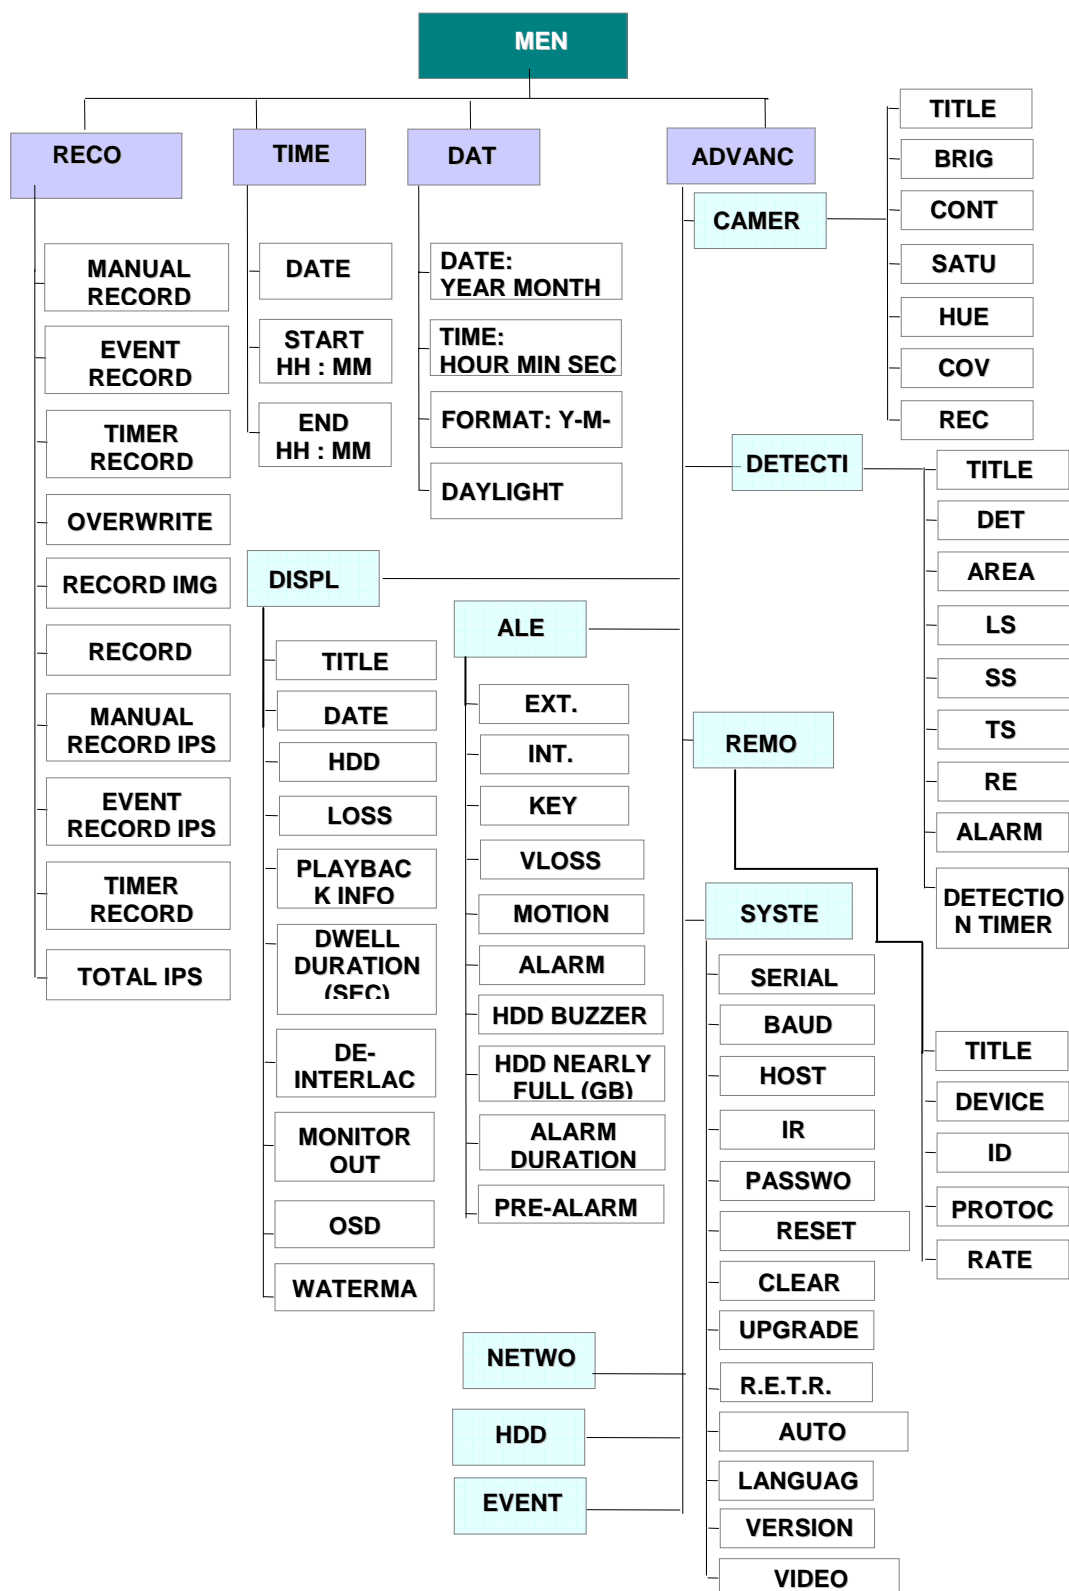 MEN
RECO
MANUAL
RECORD
EVENT
RECORD
TIMER
RECORD
OVERWRITE
RECORD IMG
RECORD
MANUAL
RECORD IPS
EVENT
RECORD IPS
TIMER
RECORD
TOTAL IPS
TIME
DATE
START
HH : MM
END
HH : MM
DAT
DATE:
YEAR MONTH
TIME:
HOUR MIN SEC
FORMAT: Y-M-
DAYLIGHT
ADVANC
CAMER
TITLE
BRIG
CONT
SATU
HUE
COV
REC
DETECTI
TITLE
DET
AREA
LS
SS
TS
RE
ALARM
DETECTIO
N TIMER
DISPL
TITLE
DATE
HDD
LOSS
PLAYBAC
K INFO
DWELL
DURATION
(SEC)
DE-
INTERLAC
MONITOR
OUT
OSD
WATERMA
ALE
EXT.
INT.
KEY
VLOSS
MOTION
ALARM
HDD BUZZER
HDD NEARLY
FULL (GB)
ALARM
DURATION
PRE-ALARM
REMO
TITLE
DEVICE
ID
PROTOC
RATE
SYSTE
SERIAL
BAUD
HOST
IR
PASSWO
RESET
CLEAR
UPGRADE
R.E.T.R.
AUTO
LANGUAG
VERSION
VIDEO
NETWO
HDD
EVENT